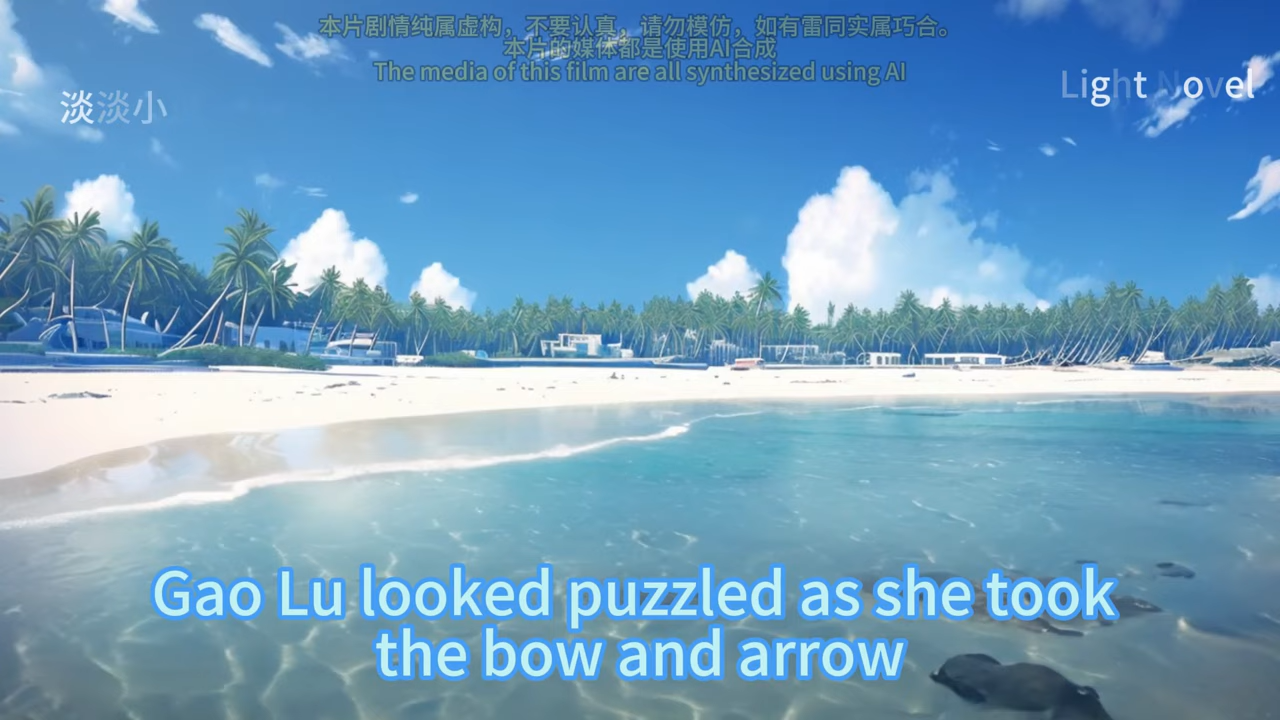 本片剧情纯属虚构，不要认真，请勿模仿，如有雷同实属巧合。
本片的媒体都是使用AI合成
The media of this film are all synthesized using AI
淡淡小
Light Novel
Gao Lu looked puzzled as she took
the bow and arrow